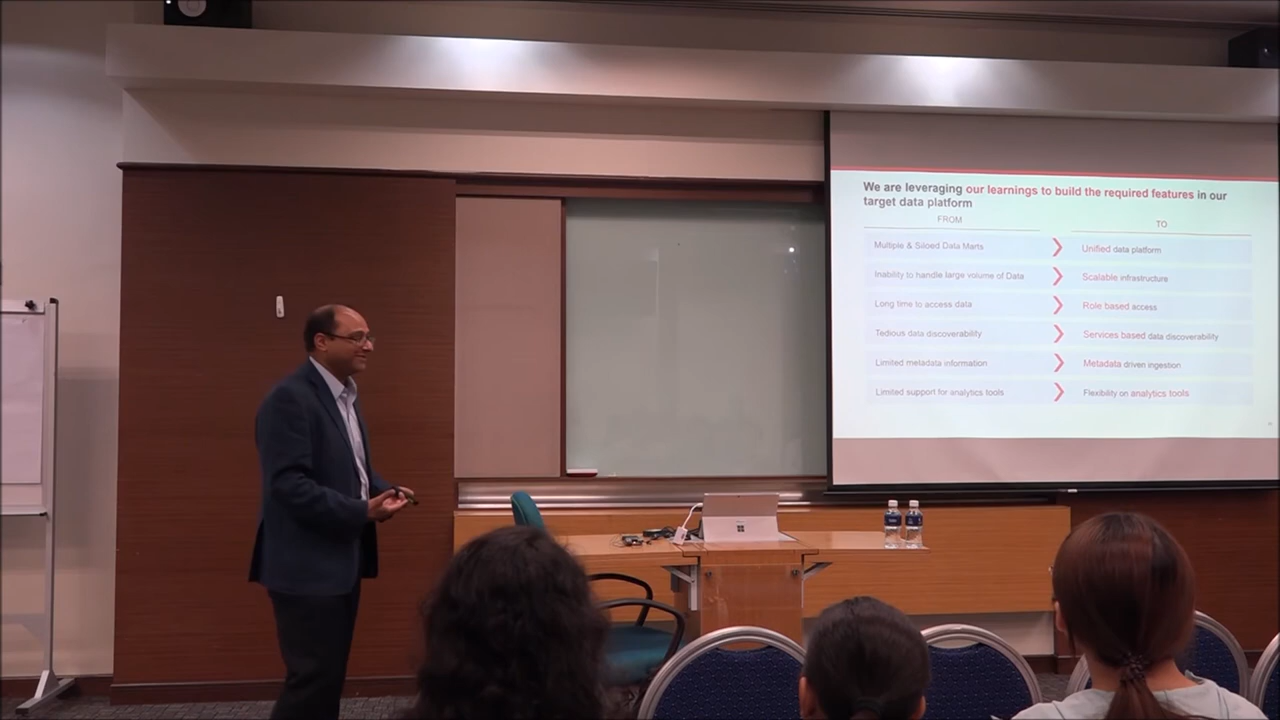 We are leveraging our learnings to build the required features in our
target data platform
FROM
TO
Multiple & Siloed Data Marts
Unified data platform
Inability to handle large volume of Data
Scalable infrastructure
Long time to access data
Role based access
Tedious data discoverability
Services based data discoverability
Limited metadata information
Metadata driven ingestion
Limited support for analytics tools
Flexibility on analytics tools